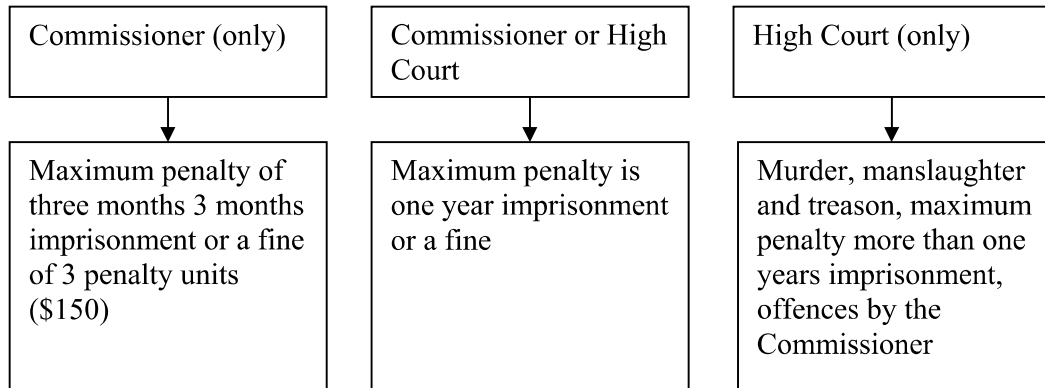 Commissioner (only)
Commissioner or High
Court
High Court (only)
Maximum penalty of
three months 3 months
imprisonment or a fine
of 3 penalty units
($150)
Maximum penalty is
one year imprisonment
or a fine
Murder, manslaughter
and treason, maximum
penalty more than one
years imprisonment,
offences by the
Commissioner